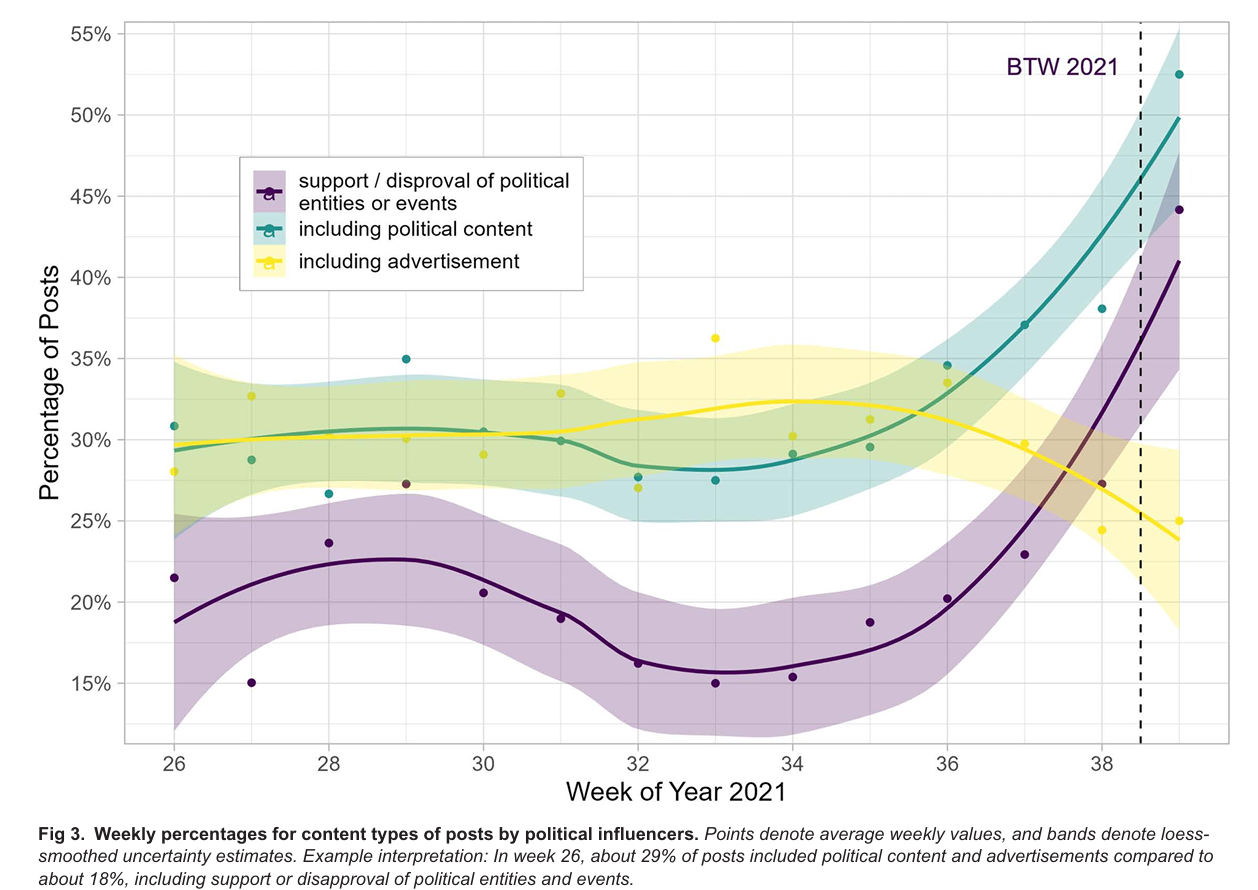 55%
50%
45%
40%
35%
30%
25%
20%
15%
Percentage of Posts
BTW 2021
a support / disproval of political
entities or events
a including political content
a including advertisement
26 28 30 32 34 36 38
Week of Year 2021
Fig 3. Weekly percentages for content types of posts by political influencers. Points denote average weekly values, and bands denote loess-
smoothed uncertainty estimates. Example interpretation: In week 26, about 29% of posts included political content and advertisements compared to
about 18%, including support or disapproval of political entities and events.